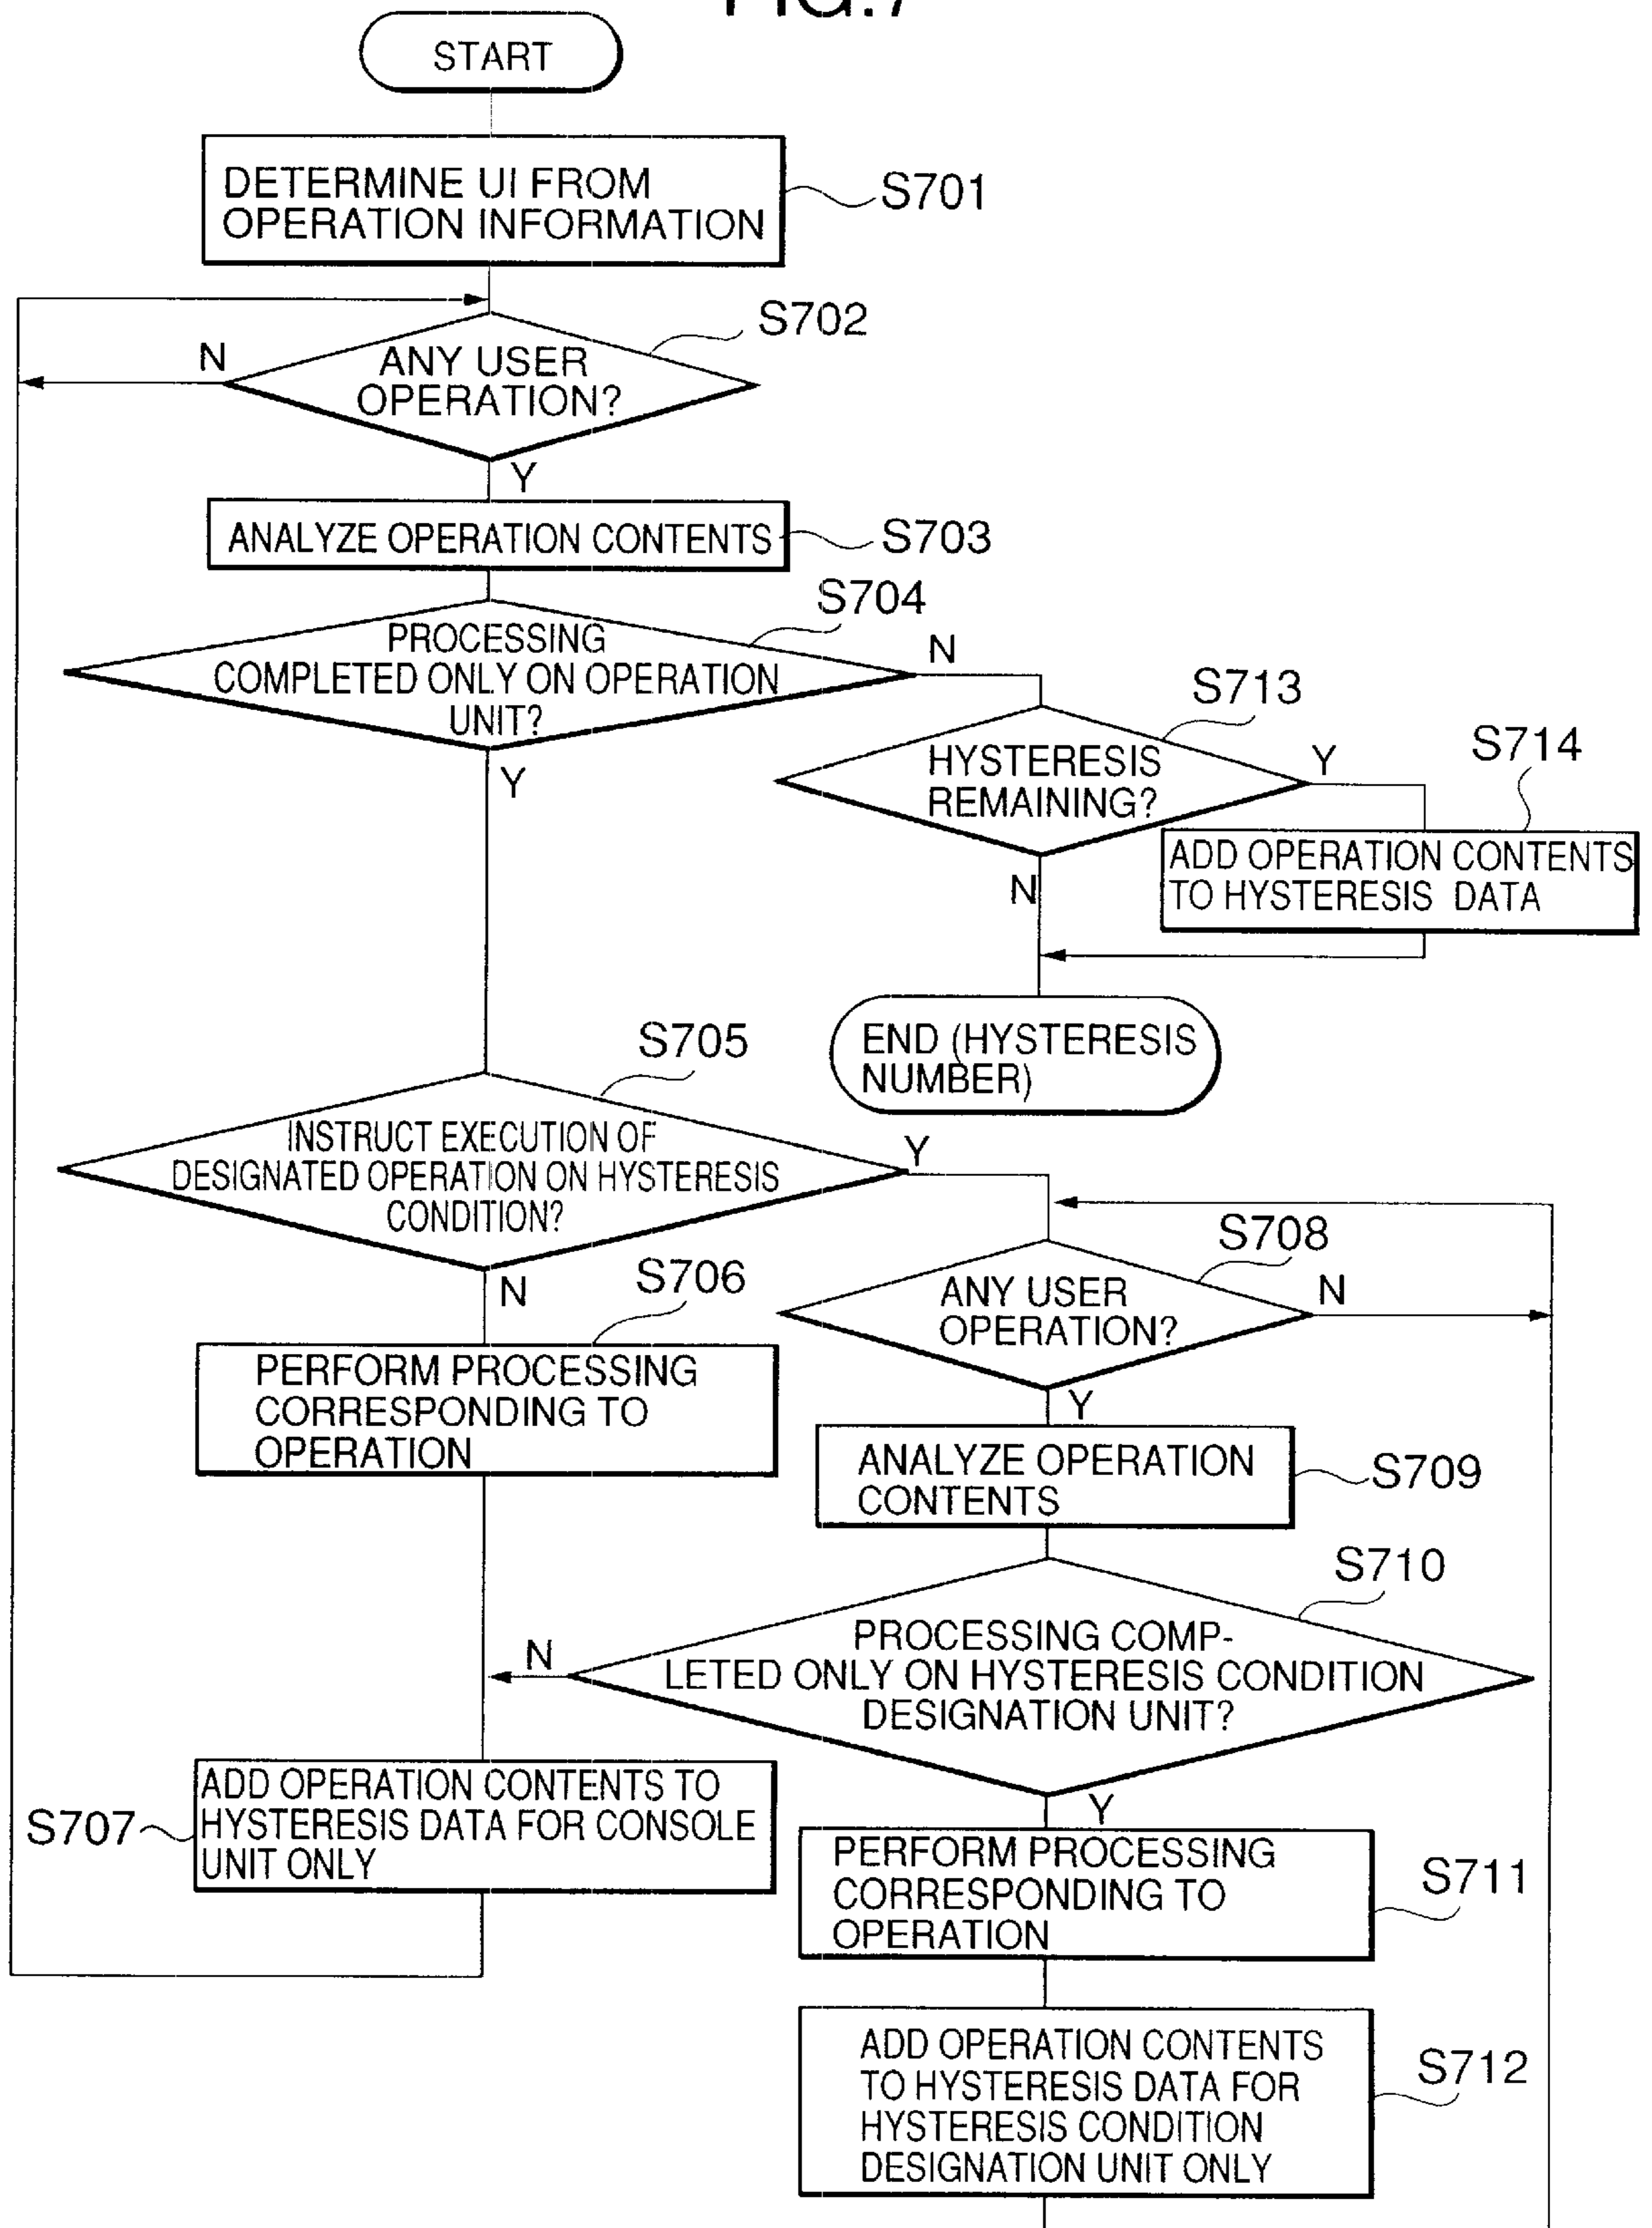 FIG.7
START
DETERMINE UI FROM
OPERATION INFORMATION
S701
S702
N
ANY USER
OPERATION?
Y
ANALYZE OPERATION CONTENTS
S703
S704
PROCESSING
COMPLETED ONLY ON OPERATION
UNIT?
N
Y
S713
HYSTERESIS
REMAINING?
Y
N
S714
ADD OPERATION CONTENTS
TO HYSTERESIS DATA
END (HYSTERESIS
NUMBER)
S705
INSTRUCT EXECUTION OF
DESIGNATED OPERATION ON HYSTERESIS
CONDITION?
Y
N
S706
PERFORM PROCESSING
CORRESPONDING TO
OPERATION
S708
ANY USER
OPERATION?
N
Y
ANALYZE OPERATION
CONTENTS
S709
S710
PROCESSING COMP-
LETED ONLY ON HYSTERESIS CONDITION
DESIGNATION UNIT?
N
Y
S707
ADD OPERATION CONTENTS TO
HYSTERESIS DATA FOR CONSOLE
UNIT ONLY
PERFORM PROCESSING
CORRESPONDING TO
OPERATION
S711
ADD OPERATION CONTENTS
TO HYSTERESIS DATA FOR
HYSTERESIS CONDITION
DESIGNATION UNIT ONLY
S712